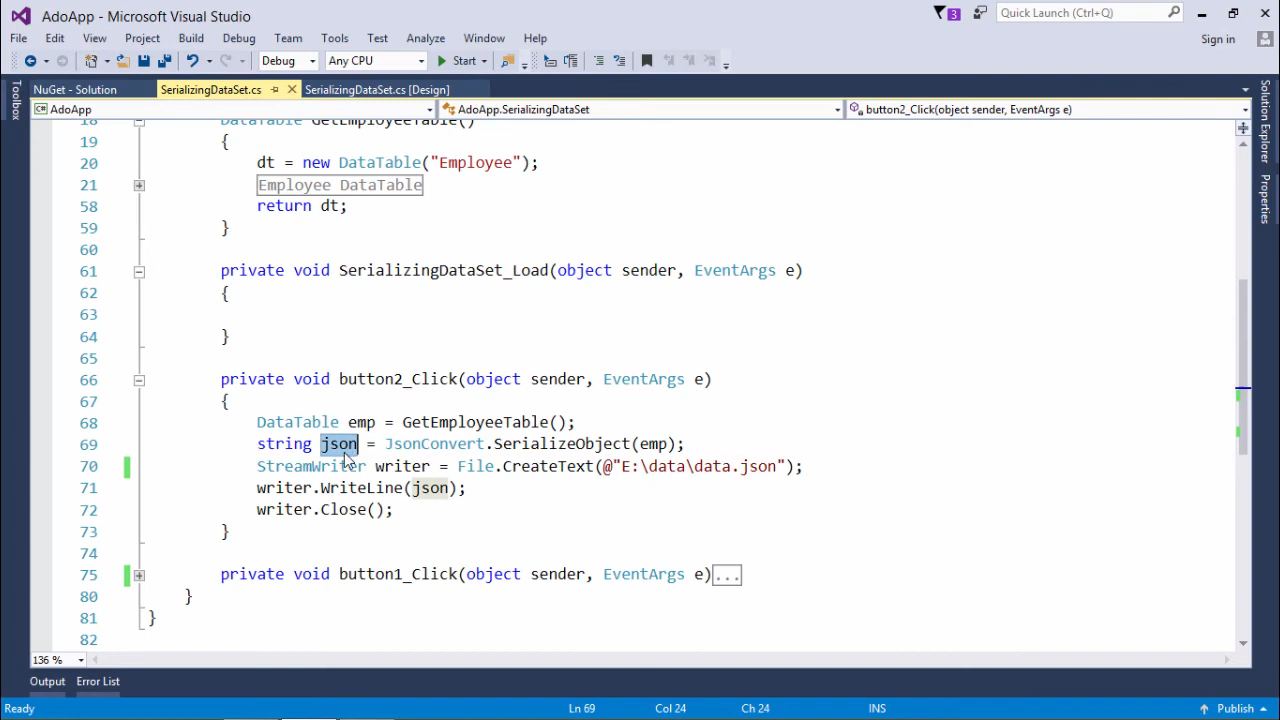 AdoApp - Microsoft Visual Studio
3
Quick Launch (Ctrl+Q)
File Edit View Project Build Debug Team Tools Test Analyze Window Help
Sign in
Debug Any CPU Start
Toolbox
NuGet - Solution SerializingDataSet.cs SerializingDataSet.cs [Design]
AdoApp AdoApp.SerializingDataSet button2_Click(object sender, EventArgs e)
Solution Explorer
Properties
18 DataTable GetEmployeeTable()
19 {
20 dt = new DataTable("Employee");
21 Employee DataTable
58 return dt;
59 }
60
61 private void SerializingDataSet_Load(object sender, EventArgs e)
62 {
63
64 }
65
66 private void button2_Click(object sender, EventArgs e)
67 {
68 DataTable emp = GetEmployeeTable();
69 string json = JsonConvert.SerializeObject(emp);
70 StreamWriter writer = File.CreateText(@"E:\data\data.json");
71 writer.WriteLine(json);
72 writer.Close();
73 }
74
75 private void button1_Click(object sender, EventArgs e)...
80 }
81 }
82
136 %
Output Error List
Ready Ln 69 Col 24 Ch 24 INS Publish